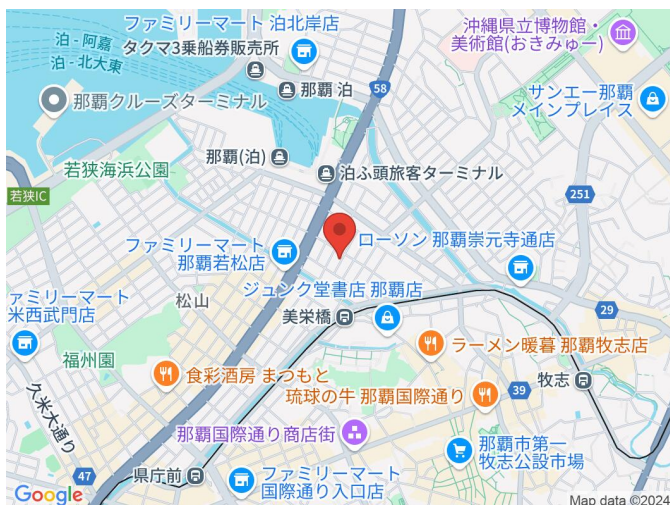 ファミリーマート 泊北岸店
沖縄県立博物館・
美術館(おきみゅー)
泊 - 阿嘉
泊 - 北大東
タクマ3乗船券販売所
那覇 泊
58
サンエー那覇
メインプレイス
那覇クルーズターミナル
那覇(泊)
若狭海浜公園
泊ふ頭旅客ターミナル
若狭IC
251
ファミリーマート
那覇若松店
ローソン 那覇崇元寺通店
ジュンク堂書店 那覇店
29
ァミリーマート
米西武門店
松山
美栄橋
ラーメン暖暮 那覇牧志店
福州園
食彩酒房 まつもと
牧志
琉球の牛 那覇国際通り
39
久米大通り
那覇国際通り商店街
那覇市第一
牧志公設市場
47
県庁前
ファミリーマート
国際通り入口店
Google
Map data ©2024